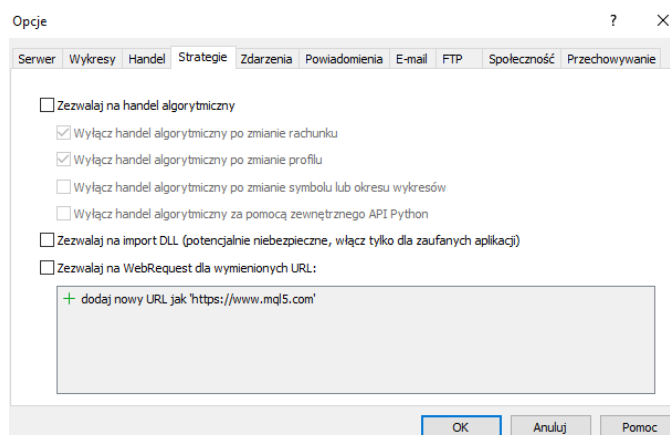 Opcje
Serwer Wykresy Handel Strategie Zdarzenia Powiadomienia E-mail FTP Społeczność Przechowywanie
Zezwalaj na handel algorytmiczny
Wyłącz handel algorytmiczny po zmianie rachunku
Wyłącz handel algorytmiczny po zmianie profilu
Wyłącz handel algorytmiczny po zmianie symbolu lub okresu wykresów
Wyłącz handel algorytmiczny za pomocą zewnętrznego API Python
Zezwalaj na import DLL (potencjalnie niebezpieczne, włącz tylko dla zaufanych aplikacji)
Zezwalaj na WebRequest dla wymienionych URL:
dodaj nowy URL jak 'https://www.mql5.com'
OK Anuluj Pomoc